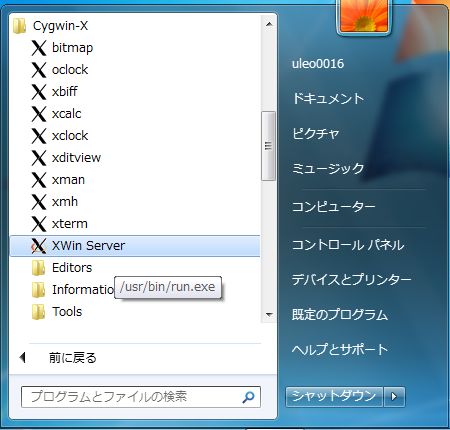 Cygwin-X
bitmap
oclock
xbiff
xcalc
xclock
xditview
xman
xmh
xterm
XWin Server
Editors
Informatio
Tools
/usr/bin/run.exe
前に戻る
プログラムとファイルの検索
uleo0016
ドキュメント
ピクチャ
ミュージック
コンピューター
コントロール パネル
デバイスとプリンター
既定のプログラム
ヘルプとサポート
シャットダウン